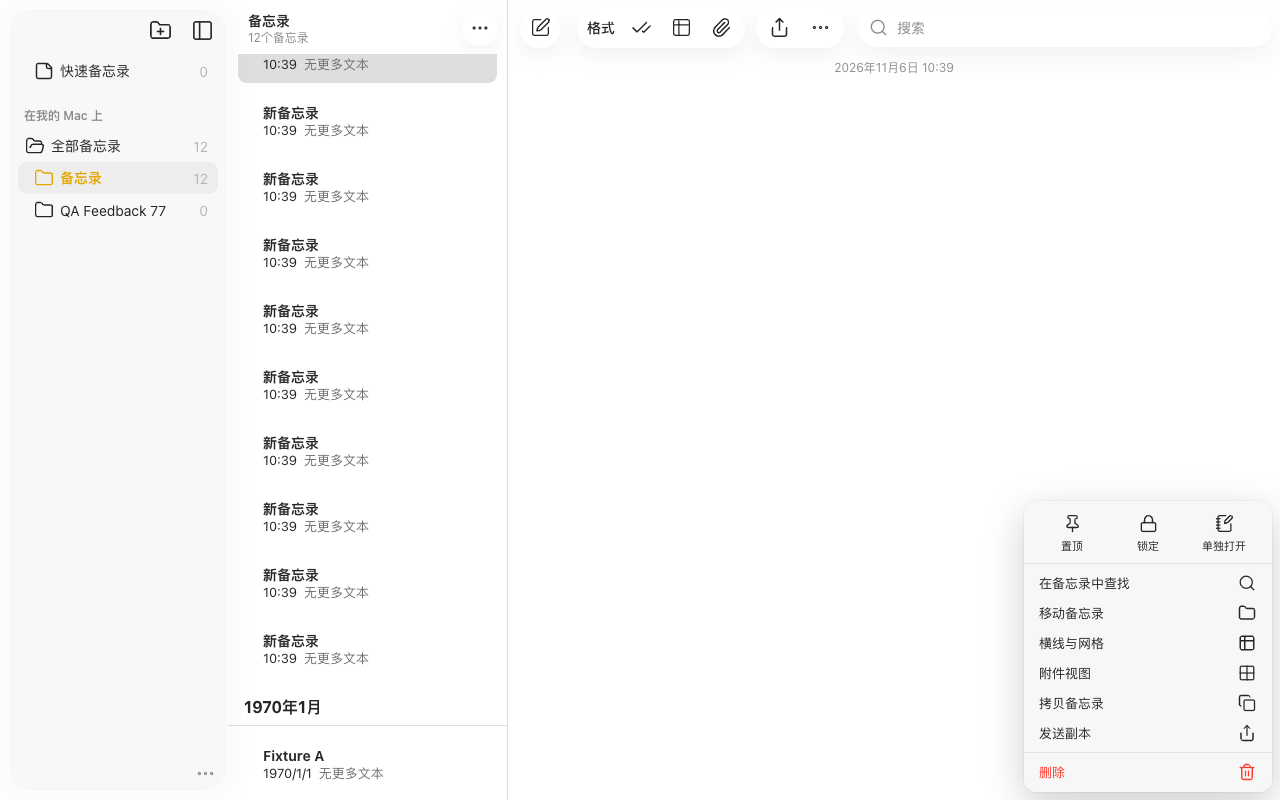 快速备忘录 0
在我的 Mac 上
全部备忘录 12
备忘录 12
QA Feedback 77 0
备忘录
12个备忘录
10:39 无更多文本
新备忘录
10:39 无更多文本
新备忘录
10:39 无更多文本
新备忘录
10:39 无更多文本
新备忘录
10:39 无更多文本
新备忘录
10:39 无更多文本
新备忘录
10:39 无更多文本
新备忘录
10:39 无更多文本
新备忘录
10:39 无更多文本
新备忘录
10:39 无更多文本
1970年1月
Fixture A
1970/1/1 无更多文本
格式
搜索
2026年11月6日 10:39
置顶 锁定 单独打开
在备忘录中查找
移动备忘录
横线与网格
附件视图
拷贝备忘录
发送副本
删除